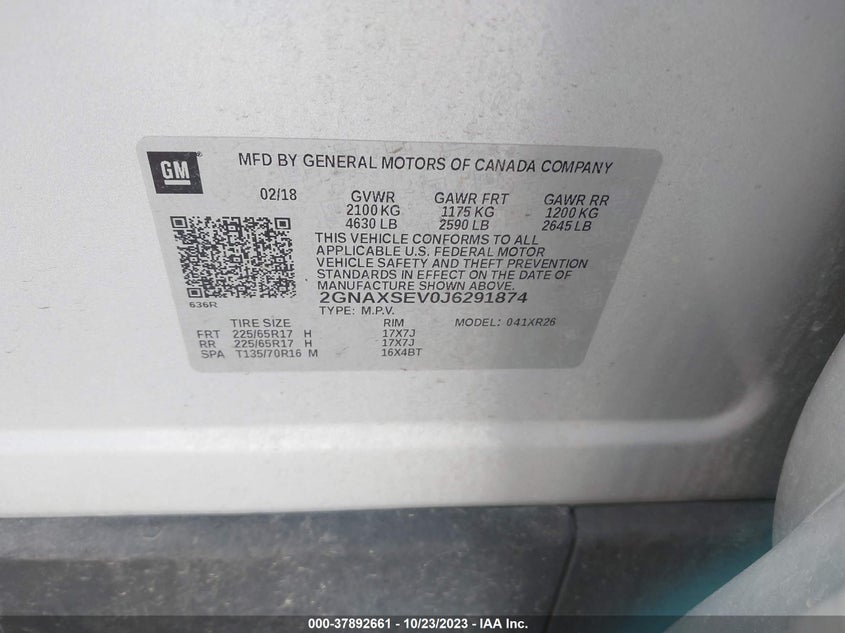 GM
®
MFD BY GENERAL MOTORS OF CANADA COMPANY
02/18 GVWR GAWR FRT GAWR RR
2100 KG 1175 KG 1200 KG
4630 LB 2590 LB 2645 LB
THIS VEHICLE CONFORMS TO ALL
APPLICABLE U.S. FEDERAL MOTOR
VEHICLE SAFETY AND THEFT PREVENTION
STANDARDS IN EFFECT ON THE DATE OF
MANUFACTURE SHOWN ABOVE.
2GNAXSEV0J6291874
636R
TYPE: M.P.V. MODEL: 041XR26
TIRE SIZE RIM
FRT 225/65R17 H 17X7J
RR 225/65R17 H 17X7J
SPA T135/70R16 M 16X4BT
000-37892661 - 10/23/2023 - IAA Inc.